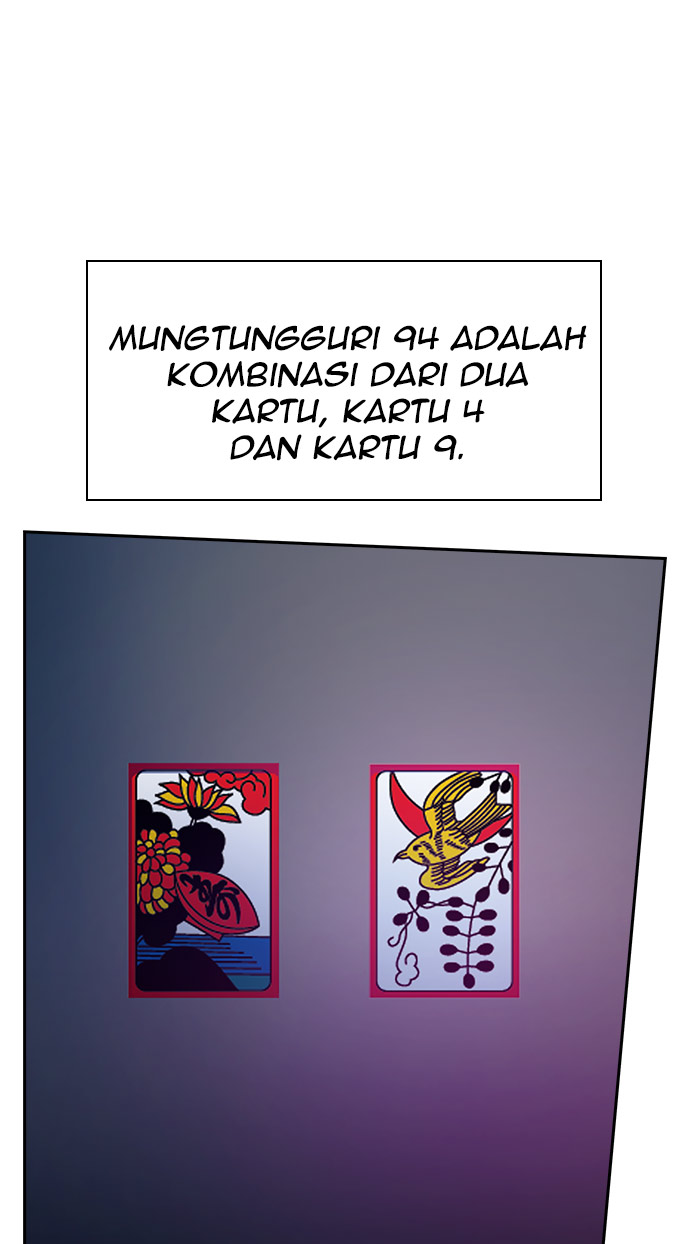 MUNGTUNGGURI 94 ADALAH
KOMBINASI DARI DUA
KARTU, KARTU 4
DAN KARTU 9.